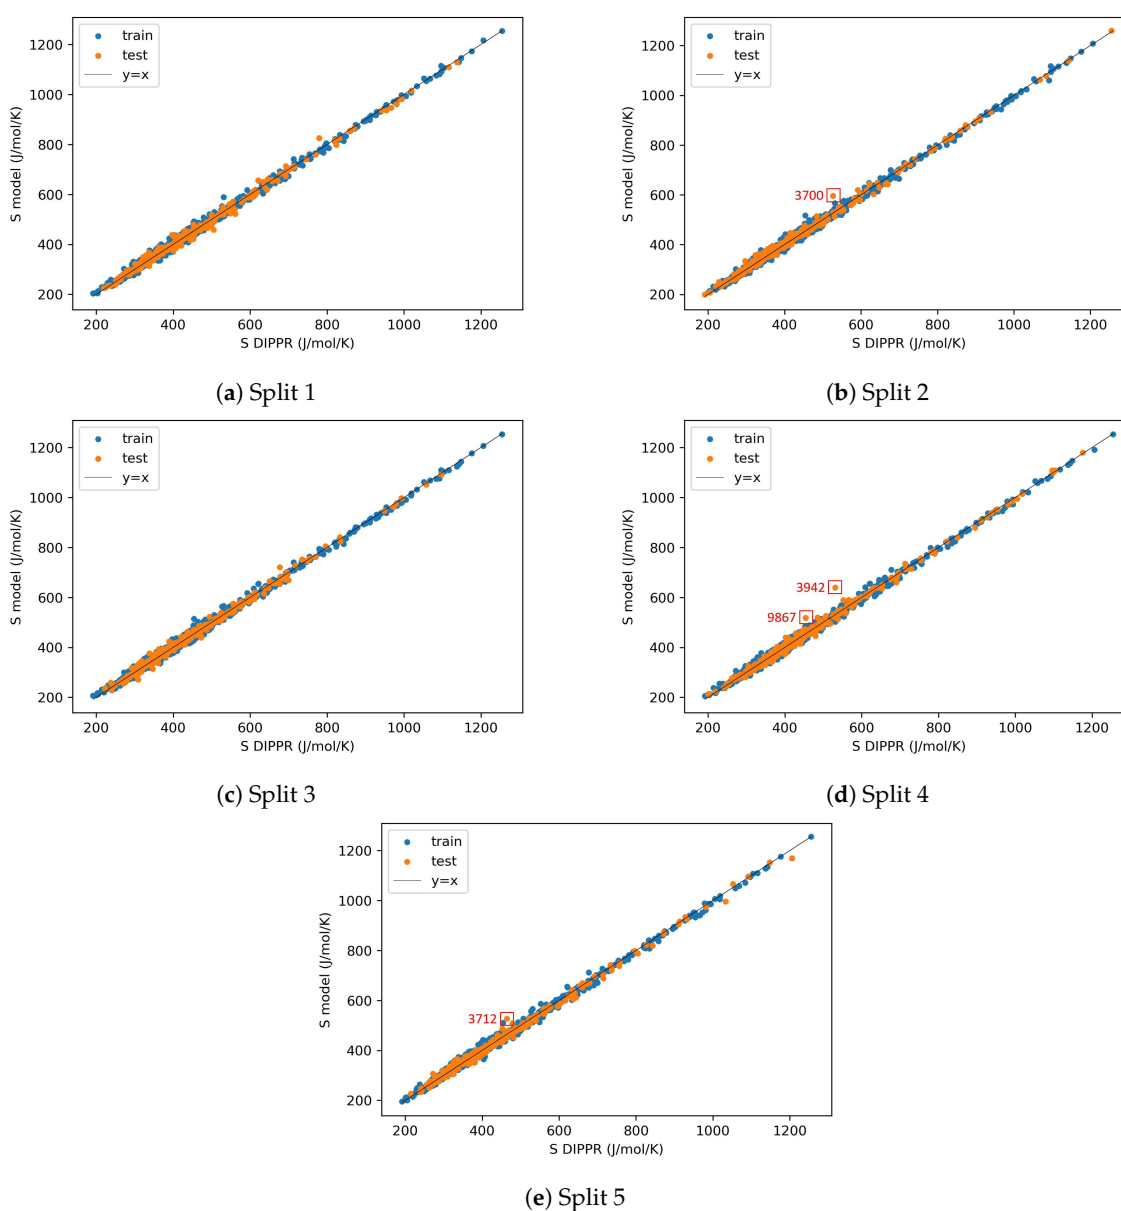 train
test
y=x
S model (J/mol/K)
1200
1000
800
600
400
200
200 400 600 800 1000 1200
S DIPPR (J/mol/K)
(a) Split 1
train
test
y=x
S model (J/mol/K)
1200
1000
800
600
400
200
3700
200 400 600 800 1000 1200
S DIPPR (J/mol/K)
(b) Split 2
train
test
y=x
S model (J/mol/K)
1200
1000
800
600
400
200
200 400 600 800 1000 1200
S DIPPR (J/mol/K)
(c) Split 3
train
test
y=x
S model (J/mol/K)
1200
1000
800
600
400
200
3942
9867
200 400 600 800 1000 1200
S DIPPR (J/mol/K)
(d) Split 4
train
test
y=x
S model (J/mol/K)
1200
1000
800
600
400
200
3712
200 400 600 800 1000 1200
S DIPPR (J/mol/K)
(e) Split 5